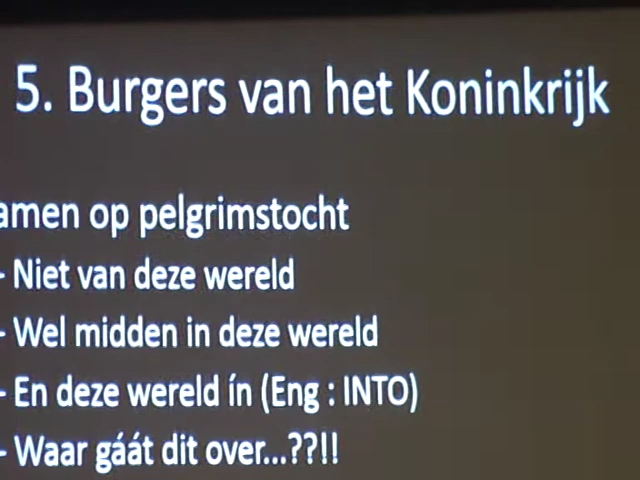 5. Burgers van het Koninkrijk
amen op pelgrimstocht
- Niet van deze wereld
- Wel midden in deze wereld
- En deze wereld ín (Eng : INTO)
- Waar gáát dit over...??!!